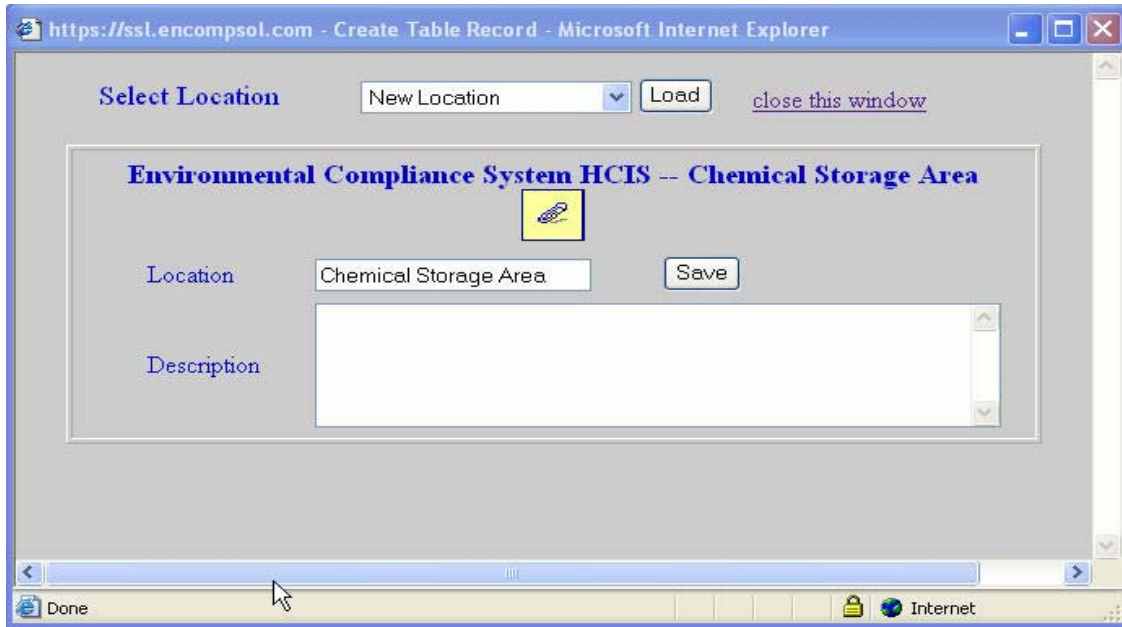 https://ssl.encompsol.com - Create Table Record - Microsoft Internet Explorer
Select Location New Location Load close this window
Environmental Compliance System HCIS -- Chemical Storage Area
Location Chemical Storage Area Save
Description
Done Internet